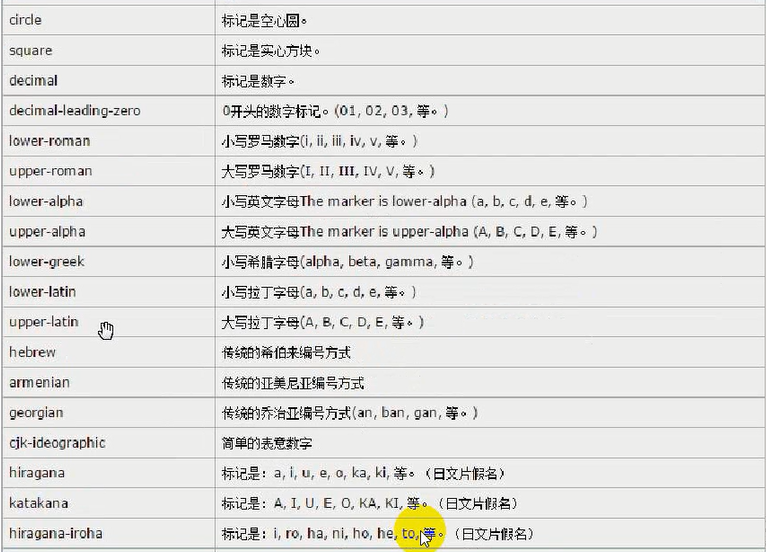 circle 标记是空心圆。
square 标记是实心方块。
decimal 标记是数字。
decimal-leading-zero 0开头的数字标记。(01, 02, 03, 等。)
lower-roman 小写罗马数字(i, ii, iii, iv, v, 等。)
upper-roman 大写罗马数字(I, II, III, IV, V, 等。)
lower-alpha 小写英文字母The marker is lower-alpha (a, b, c, d, e, 等。)
upper-alpha 大写英文字母The marker is upper-alpha (A, B, C, D, E, 等。)
lower-greek 小写希腊字母(alpha, beta, gamma, 等。)
lower-latin 小写拉丁字母(a, b, c, d, e, 等。)
upper-latin 大写拉丁字母(A, B, C, D, E, 等。)
hebrew 传统的希伯来编号方式
armenian 传统的亚美尼亚编号方式
georgian 传统的乔治亚编号方式(an, ban, gan, 等。)
cjk-ideographic 简单的表意数字
hiragana 标记是：a, i, u, e, o, ka, ki, 等。（日文片假名）
katakana 标记是：A, I, U, E, O, KA, KI, 等。（日文片假名）
hiragana-iroha 标记是：i, ro, ha, ni, ho, he, to, 等。（日文片假名）